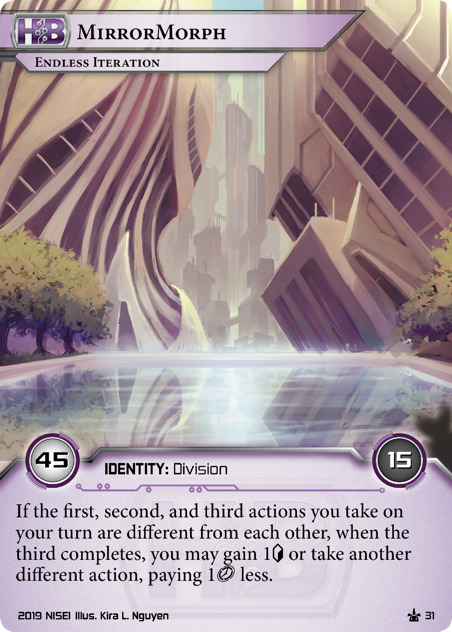 HB MIRRORMORPH
ENDLESS ITERATION
45 IDENTITY: Division 15
If the first, second, and third actions you take on
your turn are different from each other, when the
third completes, you may gain 1 or take another
different action, paying 1 less.
2019 NISEI Illus. Kira L. Nguyen 31